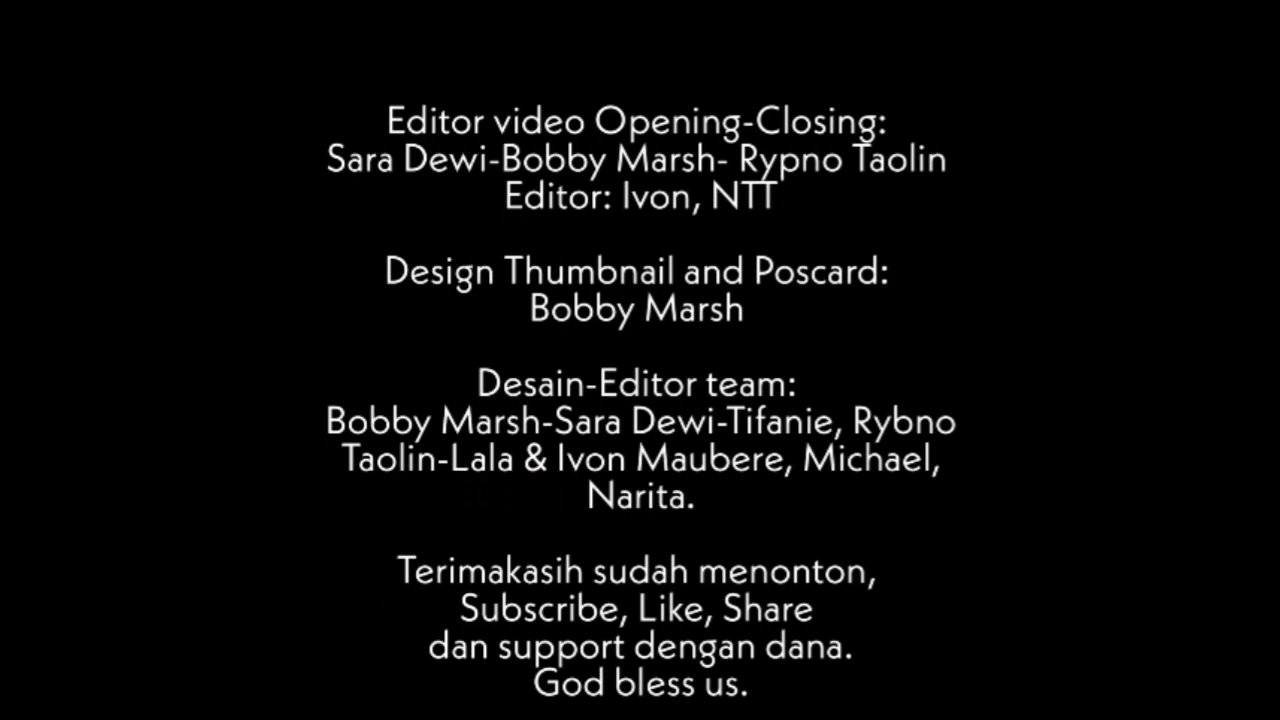 Editor video Opening-Closing:
Sara Dewi-Bobby Marsh- Rypno Taolin
Editor: Ivon, NTT
Design Thumbnail and Poscard:
Bobby Marsh
Desain-Editor team:
Bobby Marsh-Sara Dewi-Tifanie, Rybno
Taolin-Lala & Ivon Maubere, Michael,
Narita.
Terimakasih sudah menonton,
Subscribe, Like, Share
dan support dengan dana.
God bless us.